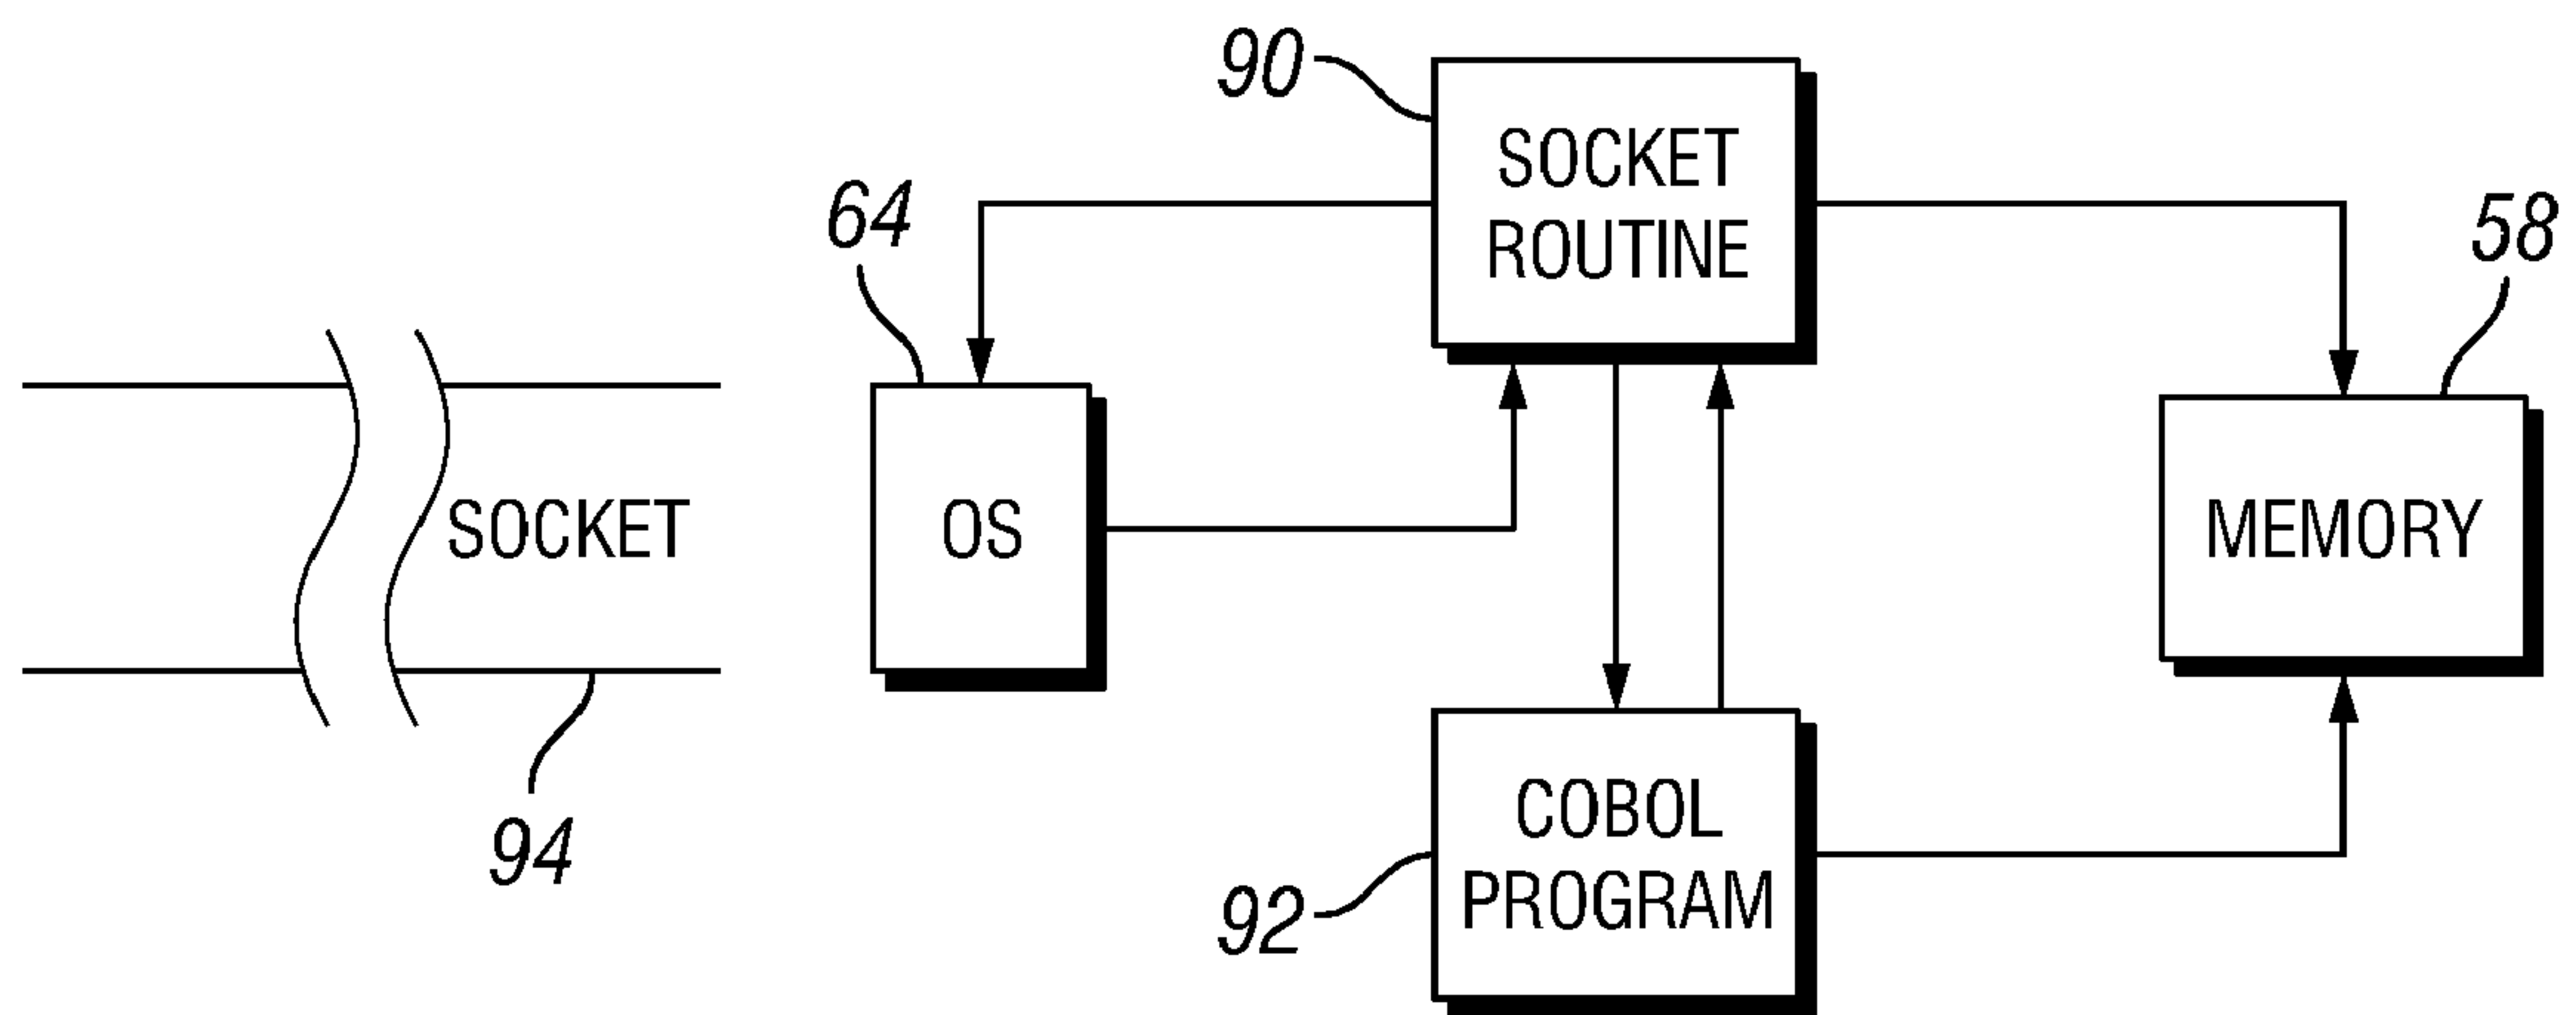 90
SOCKET
ROUTINE
64
58
SOCKET
OS
MEMORY
94
COBOL
PROGRAM
92